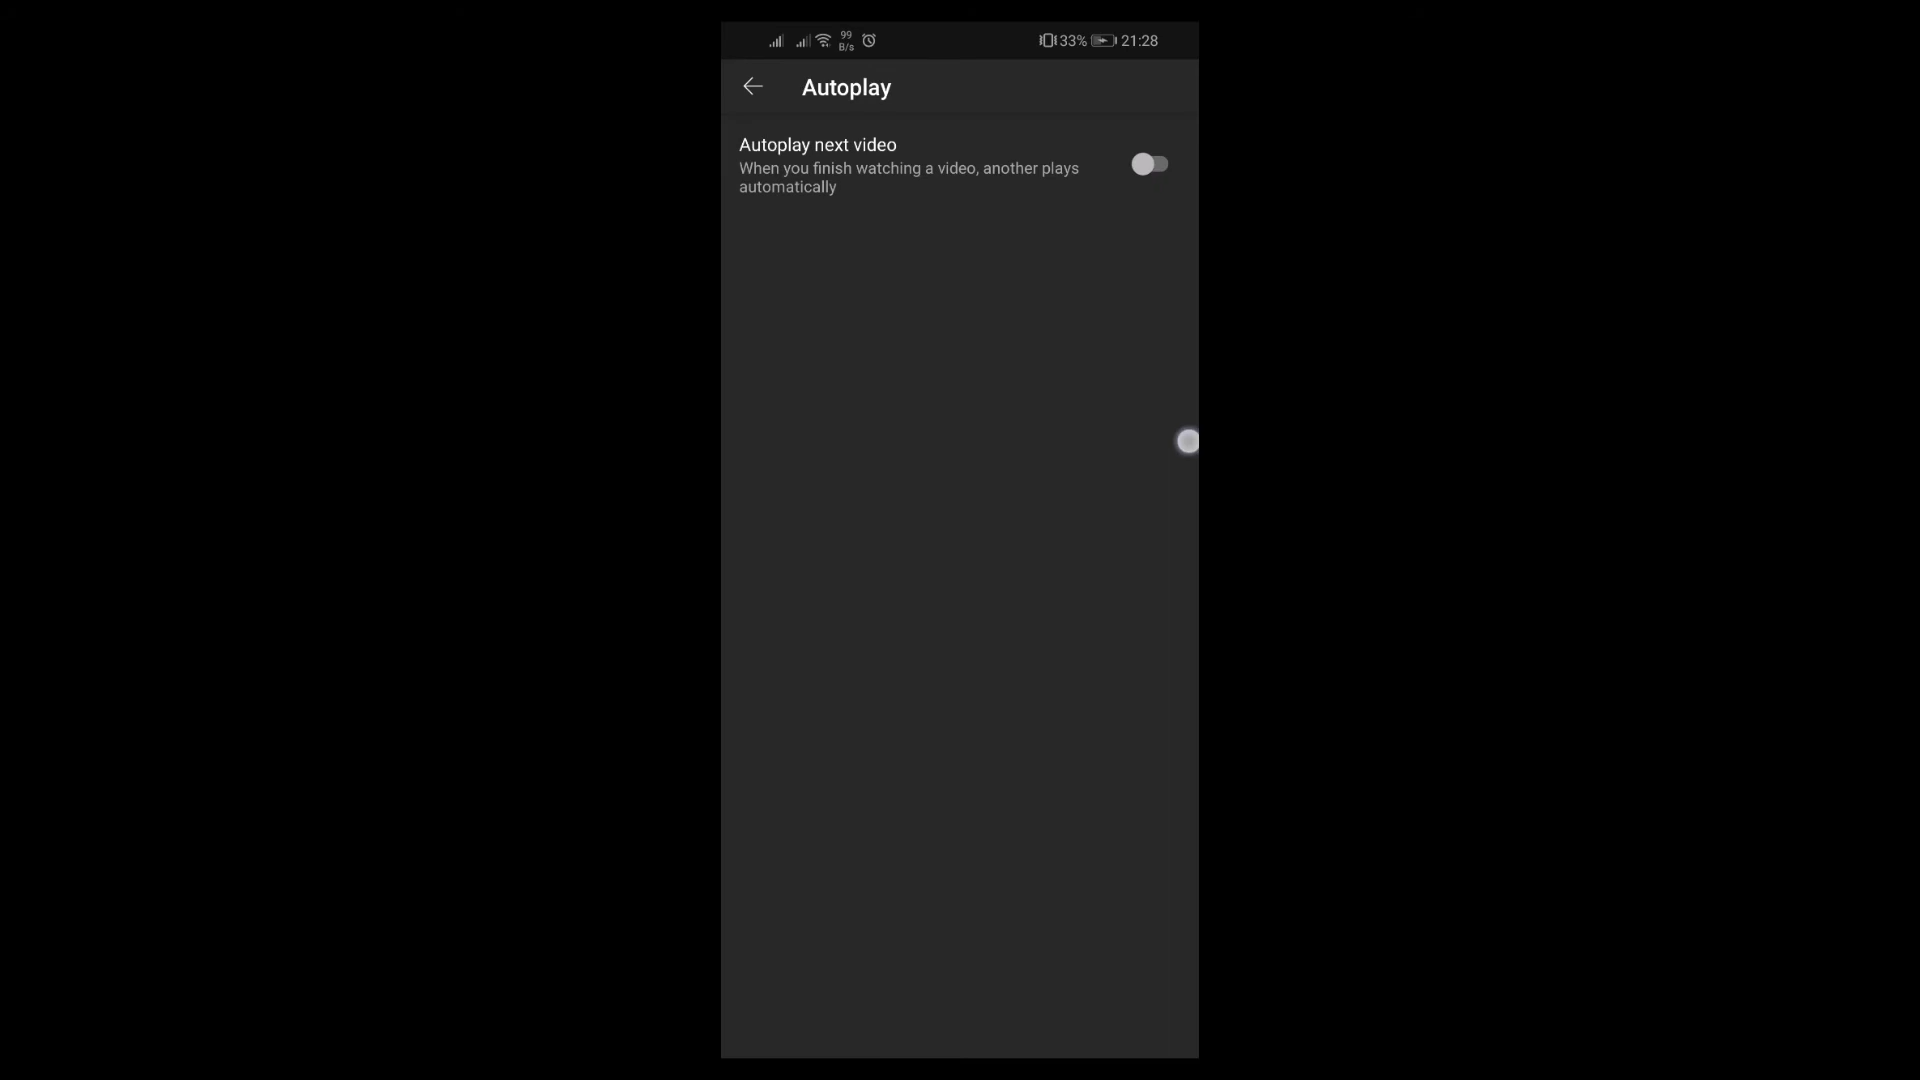 99
B/s
33%
21:28
Autoplay
Autoplay next video
When you finish watching a video, another plays
automatically